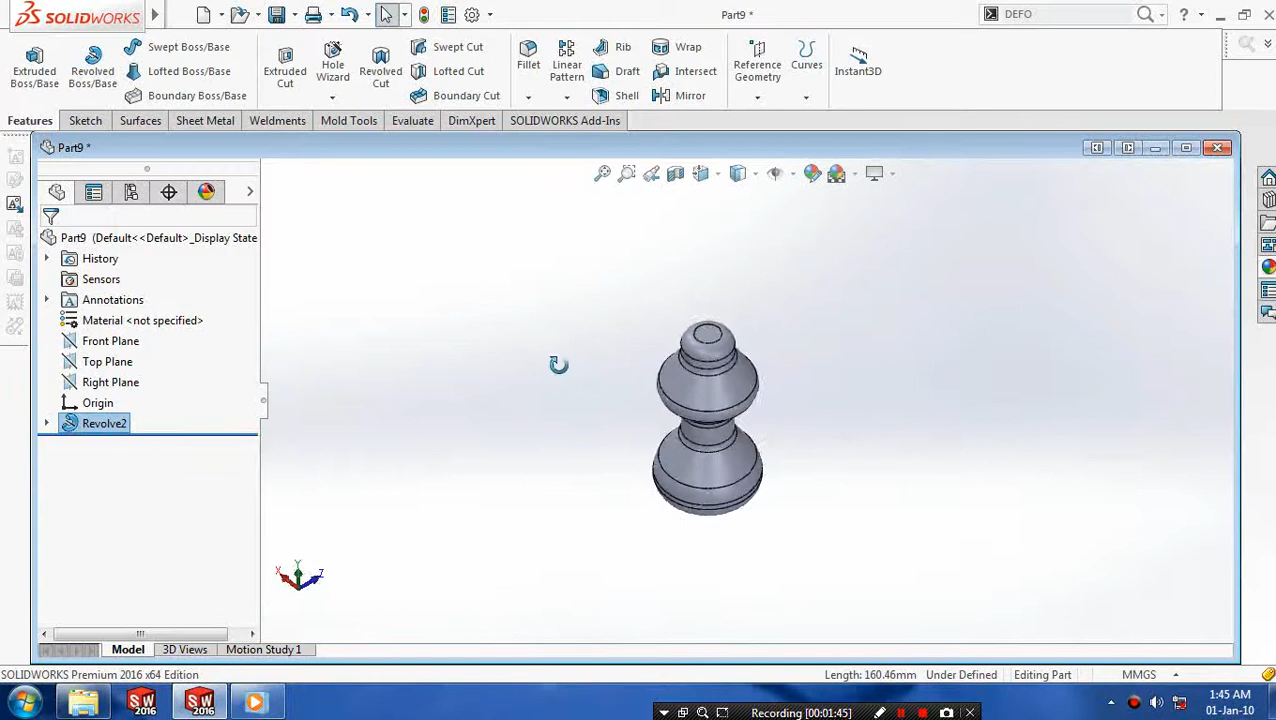 SOLIDWORKS
Part9 *
DEFO
Extruded Boss/Base
Revolved Boss/Base
Swept Boss/Base
Lofted Boss/Base
Boundary Boss/Base
Extruded Cut
Hole Wizard
Revolved Cut
Swept Cut
Lofted Cut
Boundary Cut
Fillet
Linear Pattern
Rib
Draft
Shell
Wrap
Intersect
Mirror
Reference Geometry
Curves
Instant3D
Features
Sketch
Surfaces
Sheet Metal
Weldments
Mold Tools
Evaluate
DimXpert
SOLIDWORKS Add-Ins
Part9 *
Part9 (Default<<Default>_Display State
History
Sensors
Annotations
Material <not specified>
Front Plane
Top Plane
Right Plane
Origin
Revolve2
X Y Z
Model
3D Views
Motion Study 1
SOLIDWORKS Premium 2016 x64 Edition
Length: 160.46mm
Under Defined
Editing Part
MMGS
SW 2016
SW 2016
Recording [00:01:45]
1:45 AM
01-Jan-10